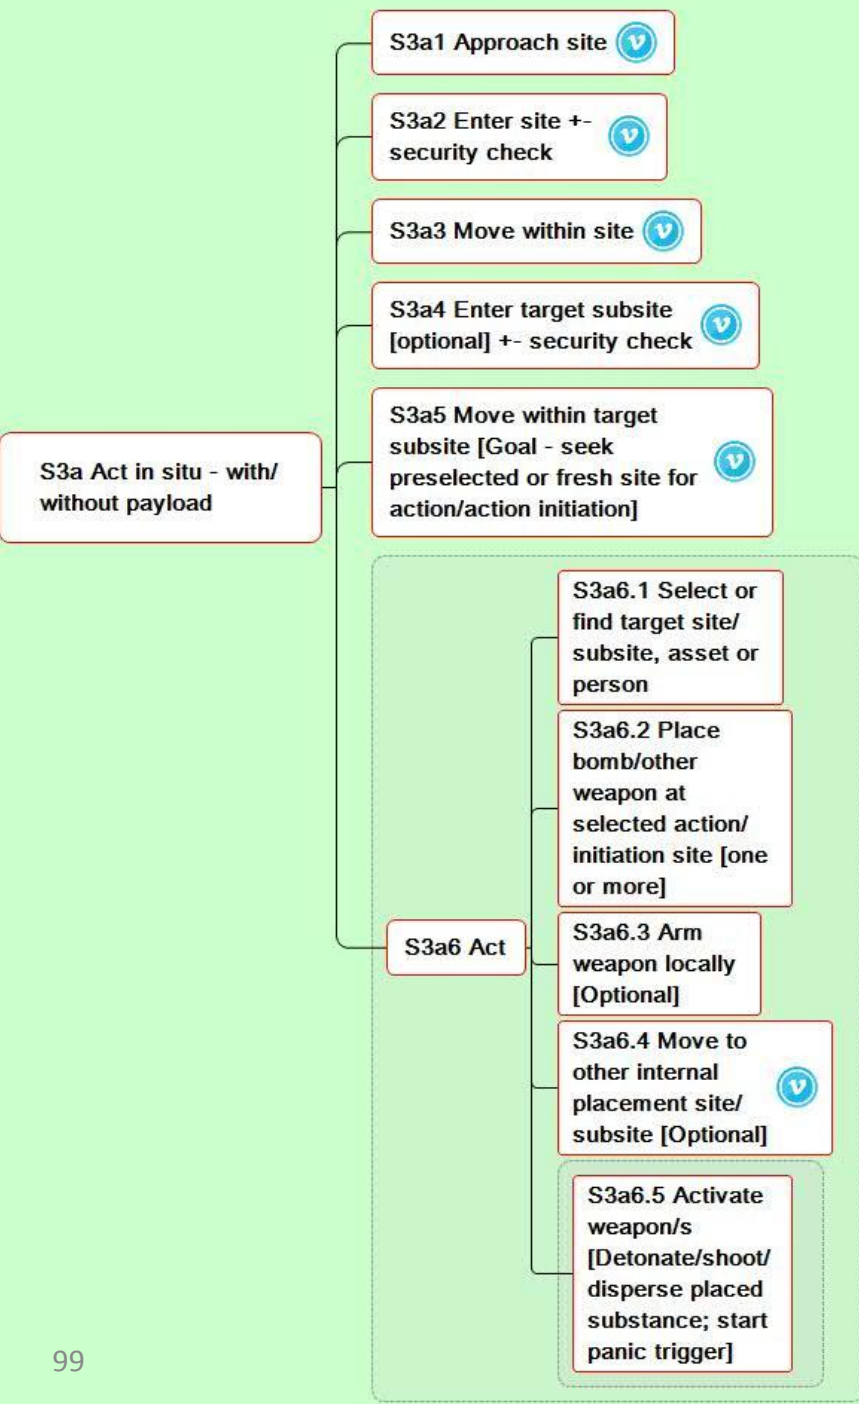 S3a1 Approach site
S3a2 Enter site +-
security check
S3a3 Move within site
S3a4 Enter target subsite
[optional] +- security check
S3a5 Move within target
subsite [Goal - seek
preselected or fresh site for
action/action initiation]
S3a Act in situ - with/
without payload
S3a6 Act
S3a6.1 Select or
find target site/
subsite, asset or
person
S3a6.2 Place
bomb/other
weapon at
selected action/
initiation site [one
or more]
S3a6.3 Arm
weapon locally
[Optional]
S3a6.4 Move to
other internal
placement site/
subsite [Optional]
S3a6.5 Activate
weapon/s
[Detonate/shoot/
disperse placed
substance; start
panic trigger]
99